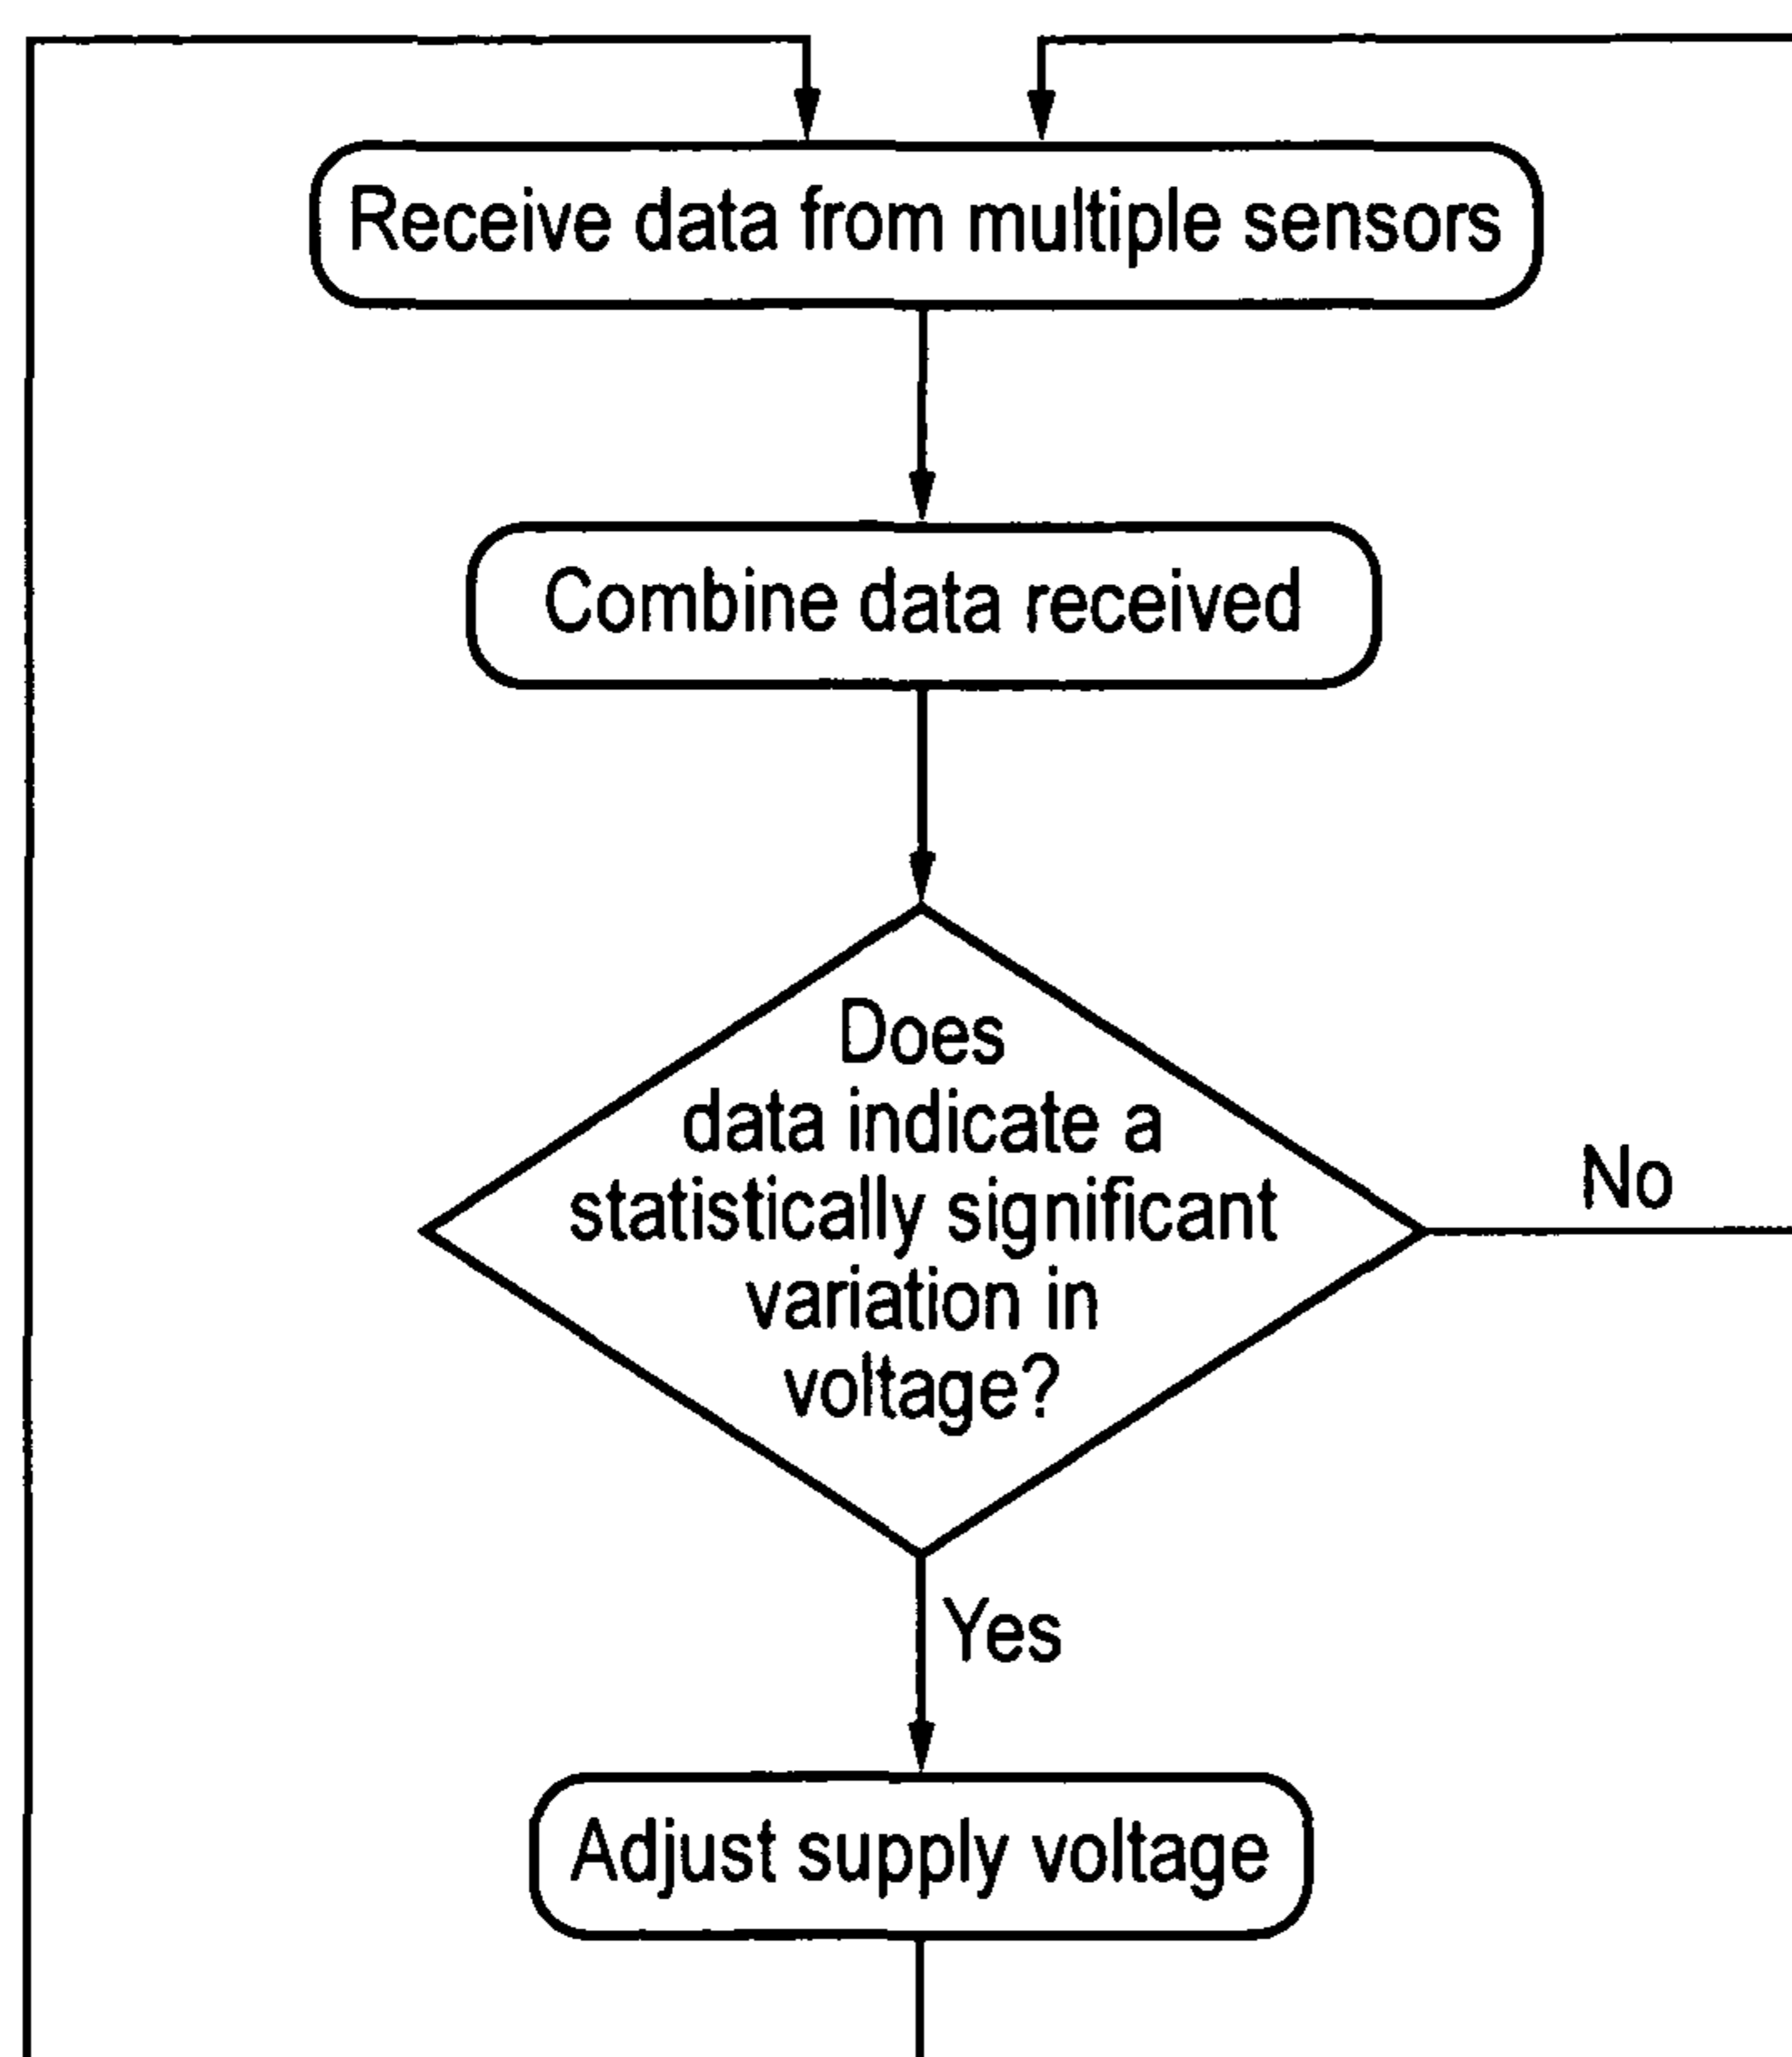 Receive data from multiple sensors
Combine data received
Does
data indicate a
statistically significant
variation in
voltage?
No
Yes
Adjust supply voltage